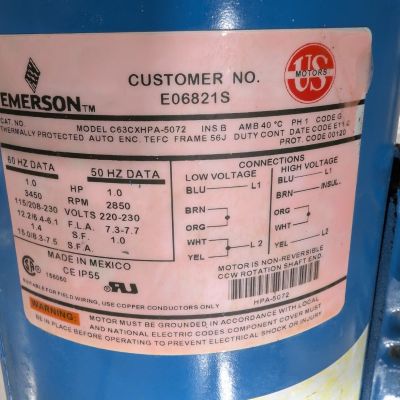 EMERSON™
CUSTOMER NO.
E06821S
US
MOTORS
CAT. NO. MODEL C63CXHPA-5072 INS B AMB 40 °C PH 1 CODE G
THERMALLY PROTECTED AUTO ENC. TEFC FRAME 56J DUTY CONT DATE CODE
PROT. CODE 00120
60 HZ DATA 50 HZ DATA
1.0 HP 1.0
3450 RPM 2850
115/208-230 VOLTS 220-230
12.2/6.4-6.1 F.L.A. 7.3-7.7
1.4 S.F. 1.0
15.0/8.3-7.5 S.F.A.
CONNECTIONS
LOW VOLTAGE HIGH VOLTAGE
BLU L1 BLU L1
BRN BRN INSUL.
ORG ORG
WHT L2 WHT
YEL YEL L2
MADE IN MEXICO
CE IP55
156060
MOTOR IS NON-REVERSIBLE
CCW ROTATION SHAFT END.
HPA-5072
SUITABLE FOR FIELD WIRING, USE COPPER CONDUCTORS ONLY
WARNING:
MOTOR MUST BE GROUNDED IN ACCORDANCE WITH LOCAL
AND NATIONAL ELECTRIC CODES COMPONENT COVER MUST
BE IN PLACE BEFORE OPERATING TO PREVENT ELECTRICAL SHOCK OR INJURY